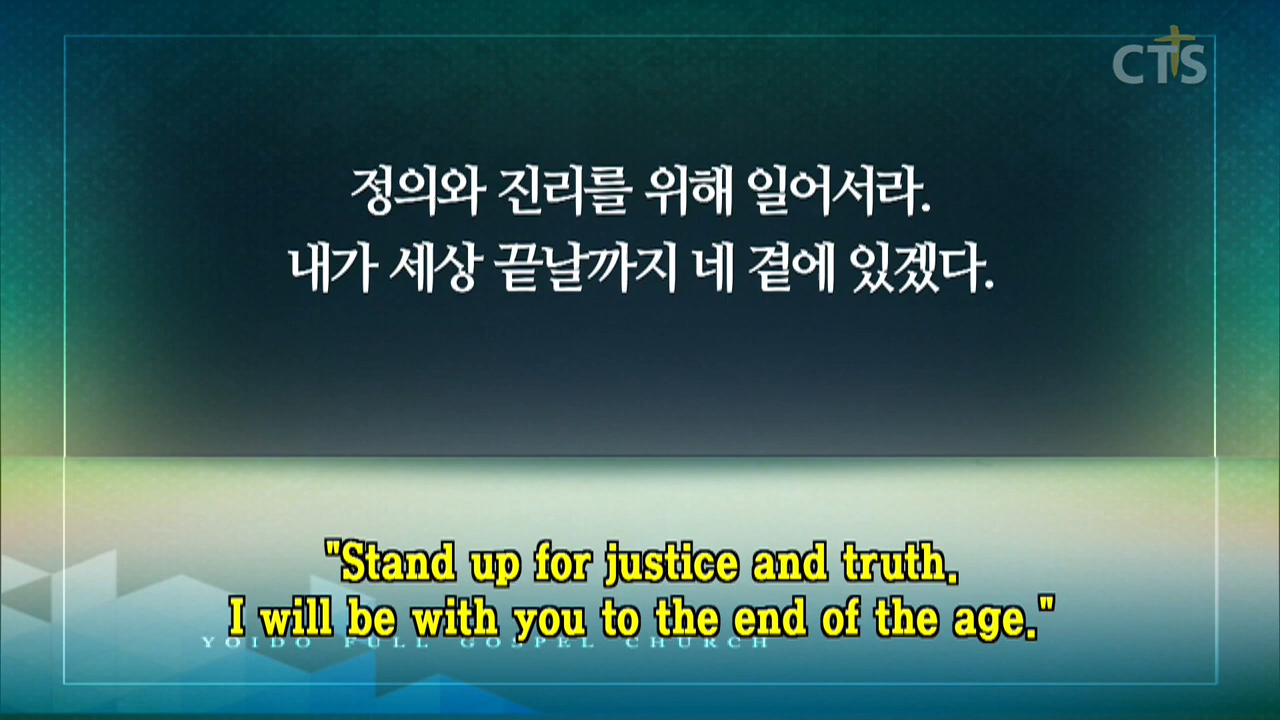 CTS
정의와 진리를 위해 일어서라.
내가 세상 끝날까지 네 곁에 있겠다.
"Stand up for justice and truth.
I will be with you to the end of the age."
YOIDO FULL GOSPEL CHURCH